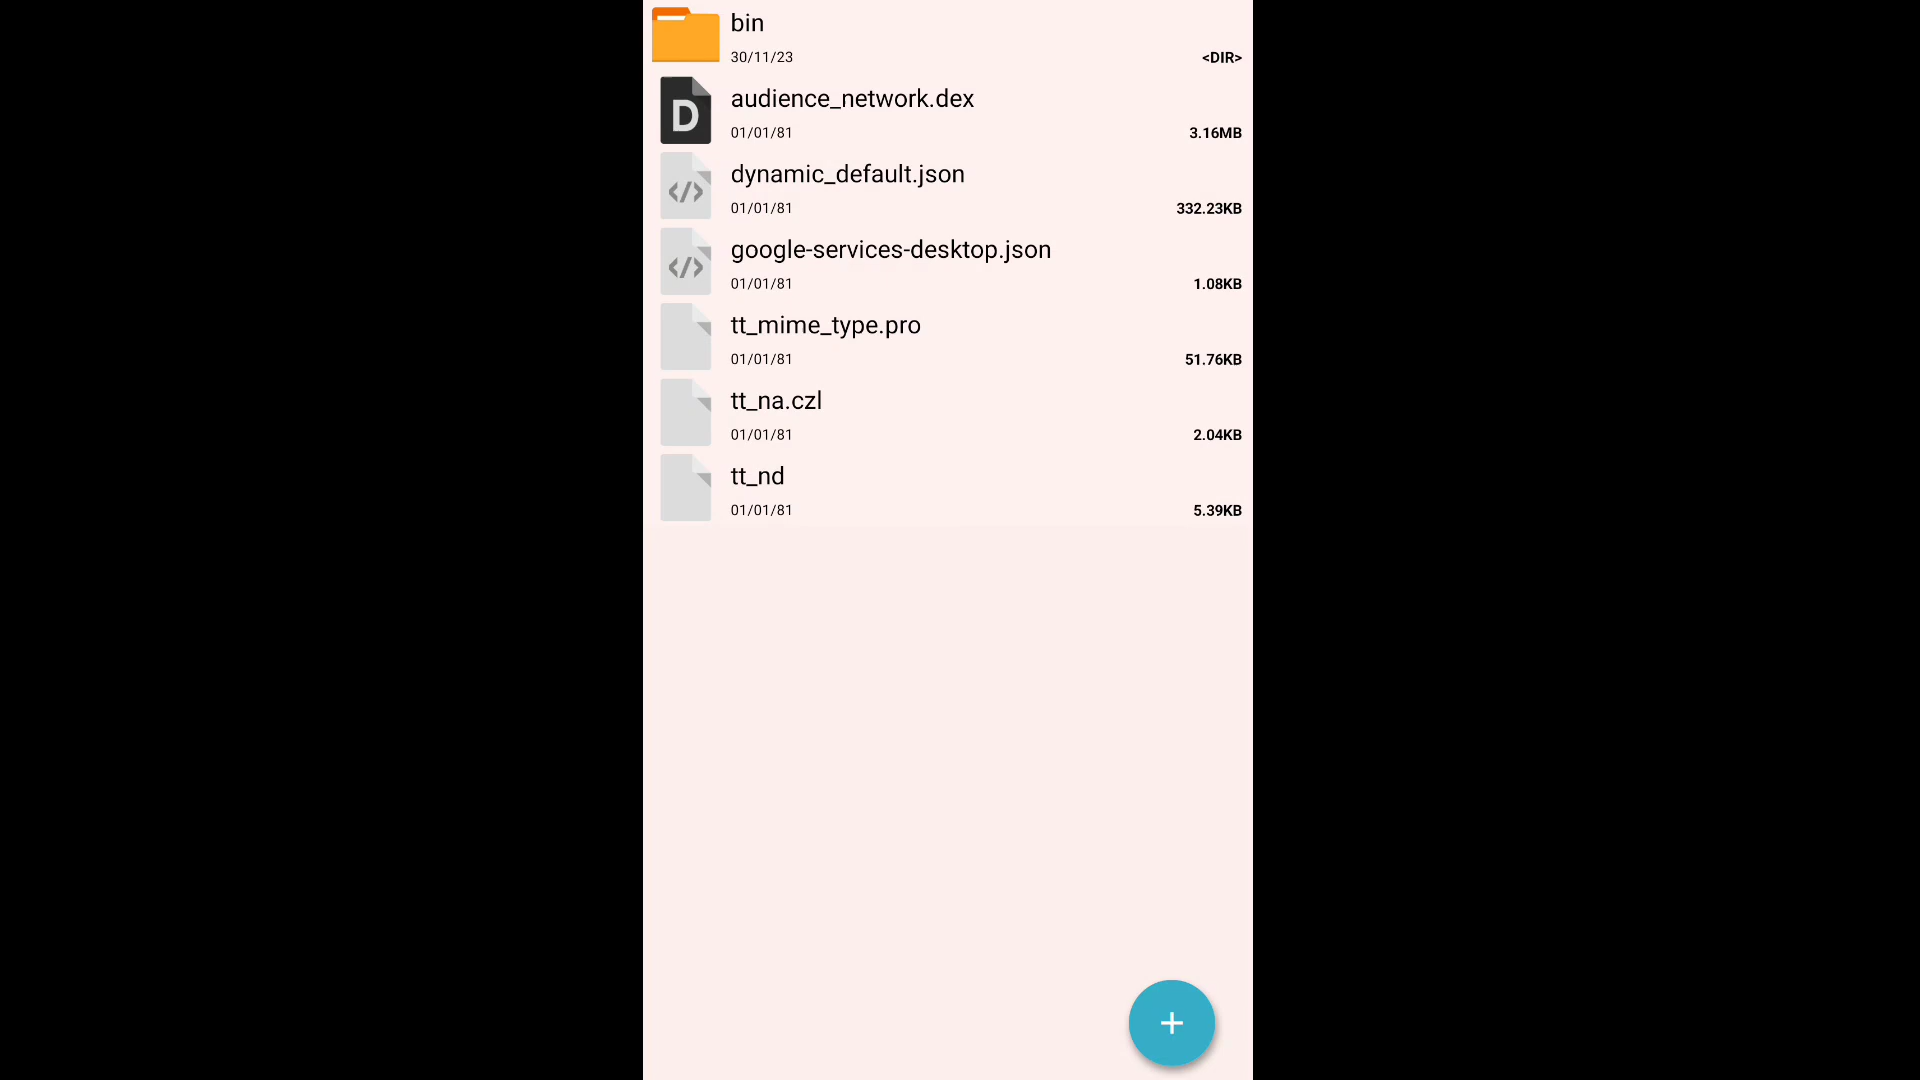 bin
30/11/23 <DIR>
D
audience_network.dex
01/01/81 3.16MB
dynamic_default.json
</>
01/01/81 332.23KB
google-services-desktop.json
</>
01/01/81 1.08KB
tt_mime_type.pro
01/01/81 51.76KB
tt_na.czl
01/01/81 2.04KB
tt_nd
01/01/81 5.39KB
+